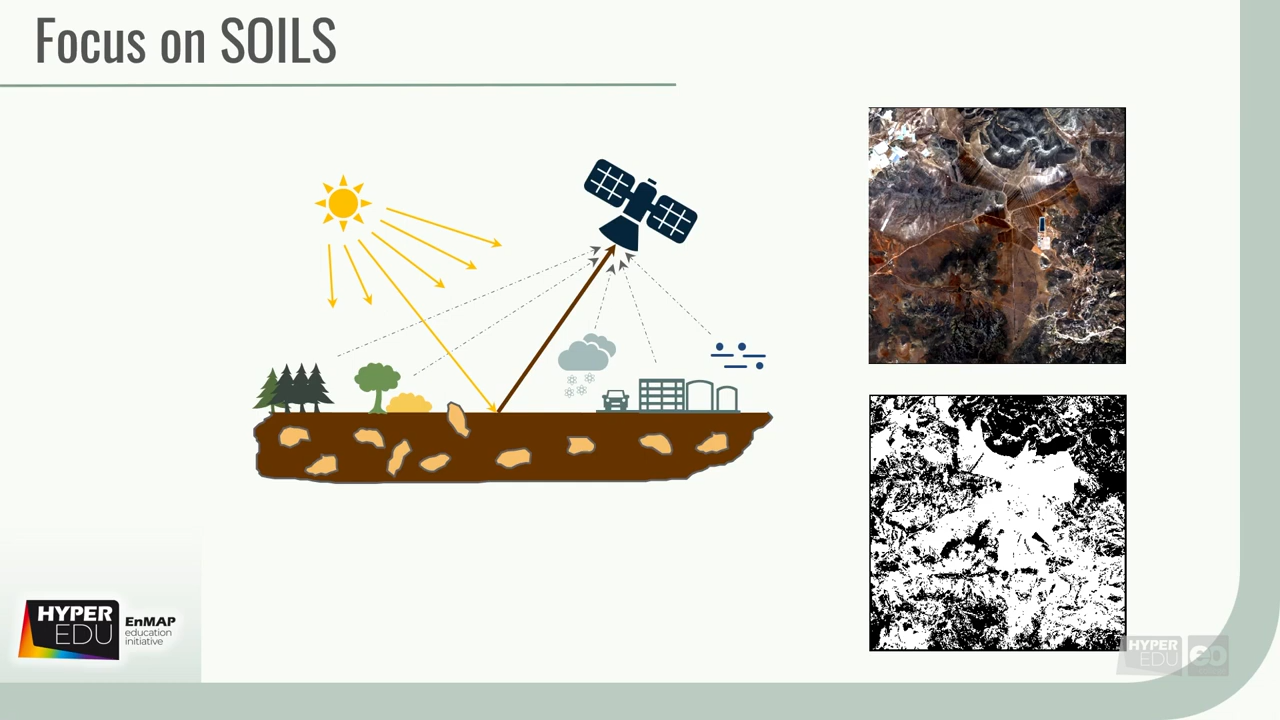 Focus on SOILS
HYPER
EDU
EnMAP
education
initiative
HYPER
EDU